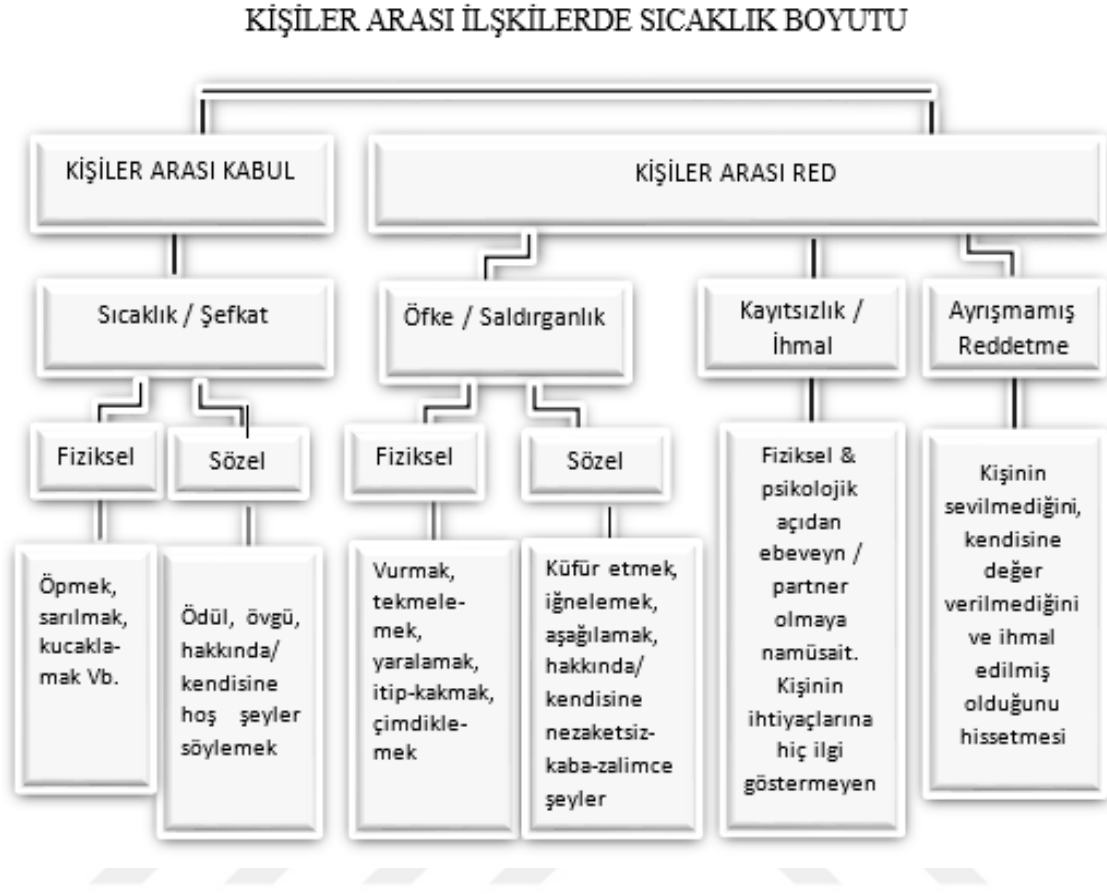 KİŞİLER ARASI İLŞKİLERDE SICAKLIK BOYUTU
KİŞİLER ARASI KABUL
KİŞİLER ARASI RED
Sıcaklık / Şefkat
Öfke / Saldırganlık
Kayıtsızlık /
İhmal
Ayrışmamış
Reddetme
Fiziksel
Sözel
Fiziksel
Sözel
Öpmek,
sarılmak,
kucakla-
mak Vb.
Ödül, övgü,
hakkında/
kendisine
hoş şeyler
söylemek
Vurmak,
tekmele-
mek,
yaralamak,
itip-kakmak,
çimdikle-
mek
Küfür etmek,
iğnelemek,
aşağılamak,
hakkında/
kendisine
nezaketsiz-
kaba-zalimce
şeyler
Fiziksel &
psikolojik
açıdan
ebeveyn /
partner
olmaya
namüsait.
Kişinin
ihtiyaçlarına
hiç ilgi
göstermeyen
Kişinin
sevilmediğini,
kendisine
değer
verilmediğini
ve ihmal
edilmiş
olduğunu
hissetmesi